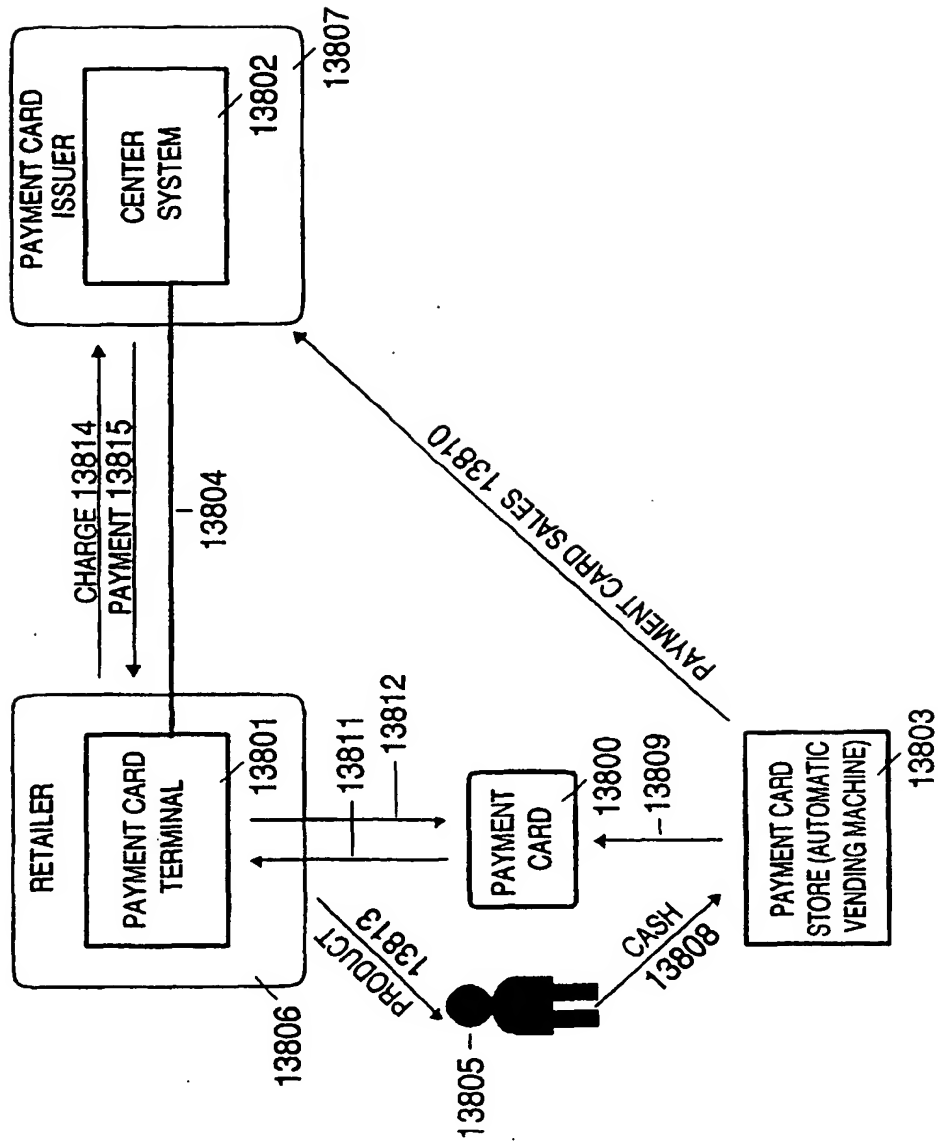 PAYMENT CARD
ISSUER
CENTER
SYSTEM
13802
13807
CHARGE 13814
PAYMENT 13815
13804
PAYMENT CARD SALES 13810
RETAILER
PAYMENT CARD
TERMINAL
13801
13806
13811
13812
PRODUCT
13813
PAYMENT
CARD
13800
13809
13805
CASH
13808
PAYMENT CARD
STORE (AUTOMATIC
VENDING MACHINE)
13803